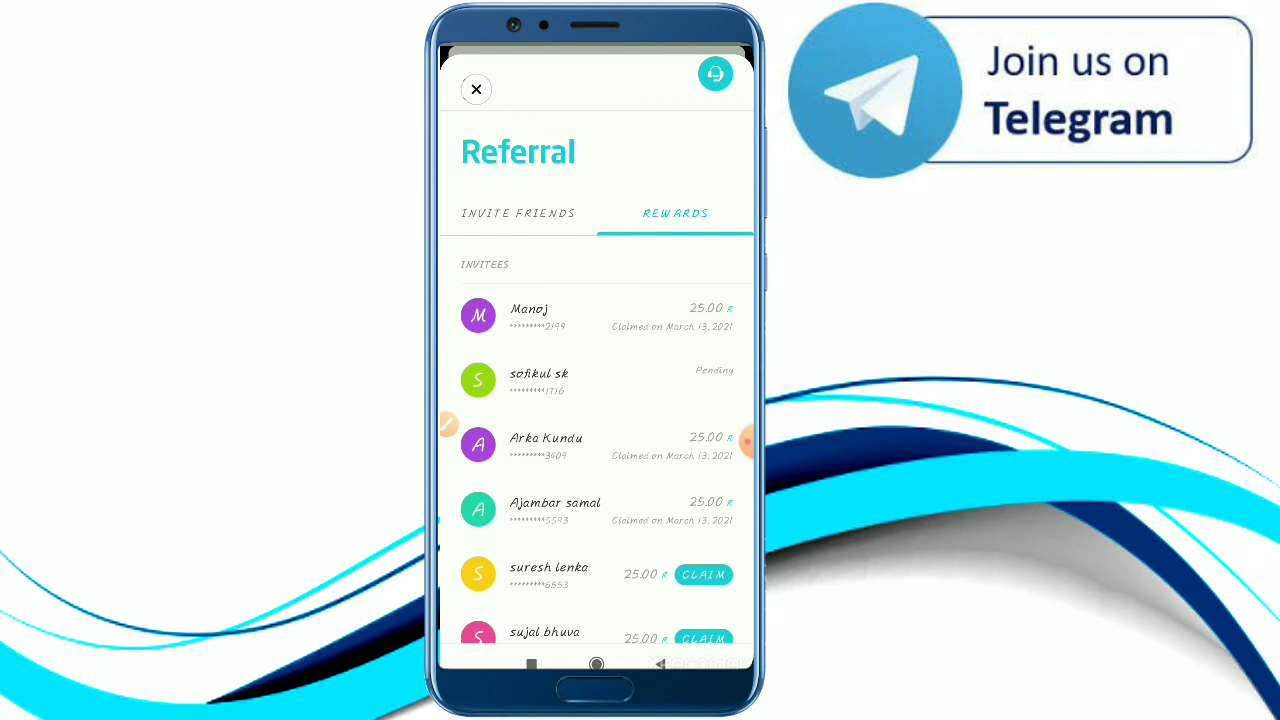 Join us on
Telegram
Referral
INVITE FRIENDS
REWARDS
INVITEES
M
Manoj
*********2199
25.00 R
Claimed on March 13, 2021
S
sofikul sk
*********1716
Pending
A
Arka Kundu
*********3909
25.00 R
Claimed on March 13, 2021
A
Ajambar samal
*********5593
25.00 R
Claimed on March 13, 2021
S
suresh lenka
*********6553
25.00 R
CLAIM
S
sujal bhuva
25.00 R
CLAIM